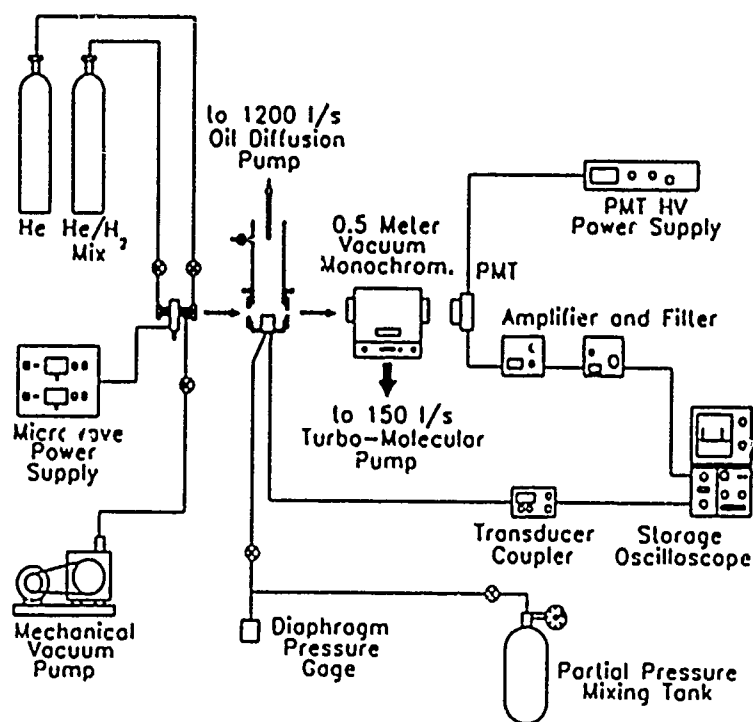 to 1200 l/s
Oil Diffusion
Pump
He
He/H2
Mix
0.5 Meter
Vacuum
Monochrom.
PMT
PMT HV
Power Supply
Amplifier and Filter
Power
Supply
to 150 l/s
Turbo-Molecular
Pump
Transducer
Coupler
Storage
Oscilloscope
Mechanical
Vacuum
Pump
Diaphragm
Pressure
Gage
Partial Pressure
Mixing Tank